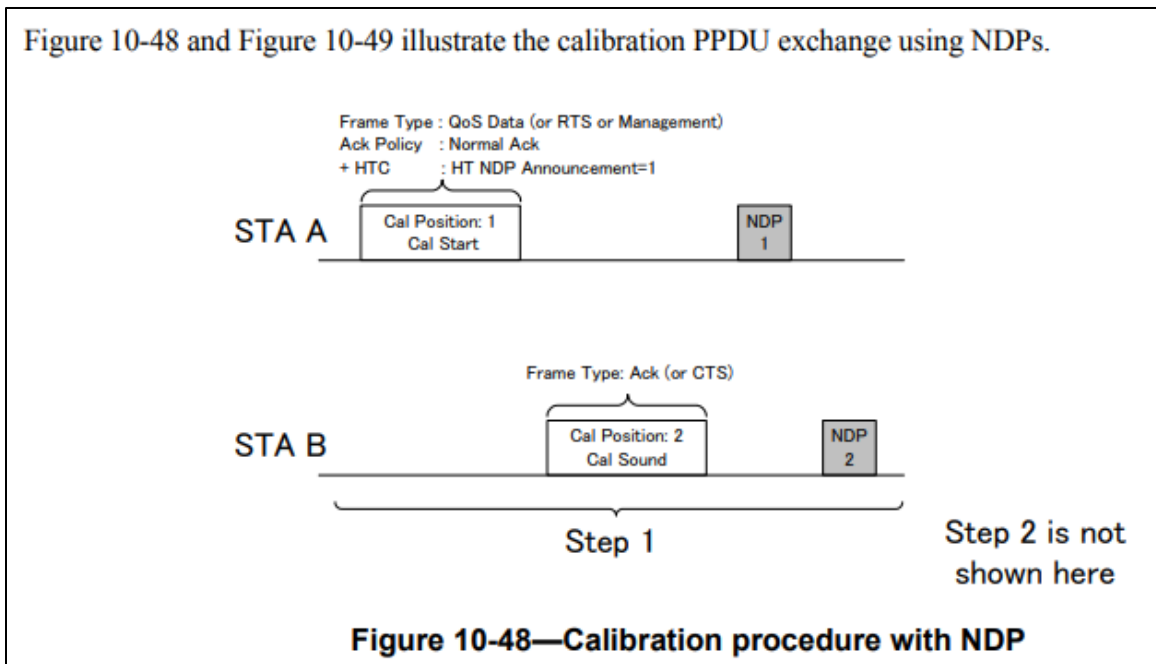 Figure 10-48 and Figure 10-49 illustrate the calibration PPDU exchange using NDPs.
Frame Type : QoS Data (or RTS or Management)
Ack Policy : Normal Ack
+ HTC : HT NDP Announcement=1
STA A
Cal Position: 1
Cal Start
NDP
1
Frame Type: Ack (or CTS)
STA B
Cal Position: 2
Cal Sound
NDP
2
Step 1
Step 2 is not
shown here
Figure 10-48—Calibration procedure with NDP